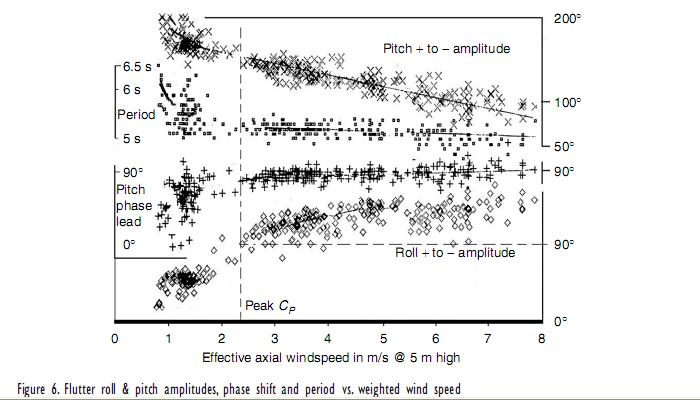 200°
Pitch + to – amplitude
6.5 s
6 s
100°
Period
5 s
50°
90°
90°
Pitch
phase
lead
0°
90°
Roll +to – amplitude
Peak CP
0°
0 1 2 3 4 5 6 7 8
Effective axial windspeed in m/s @ 5 m high
Figure 6. Flutter roll & pitch amplitudes, phase shift and period vs. weighted wind speed